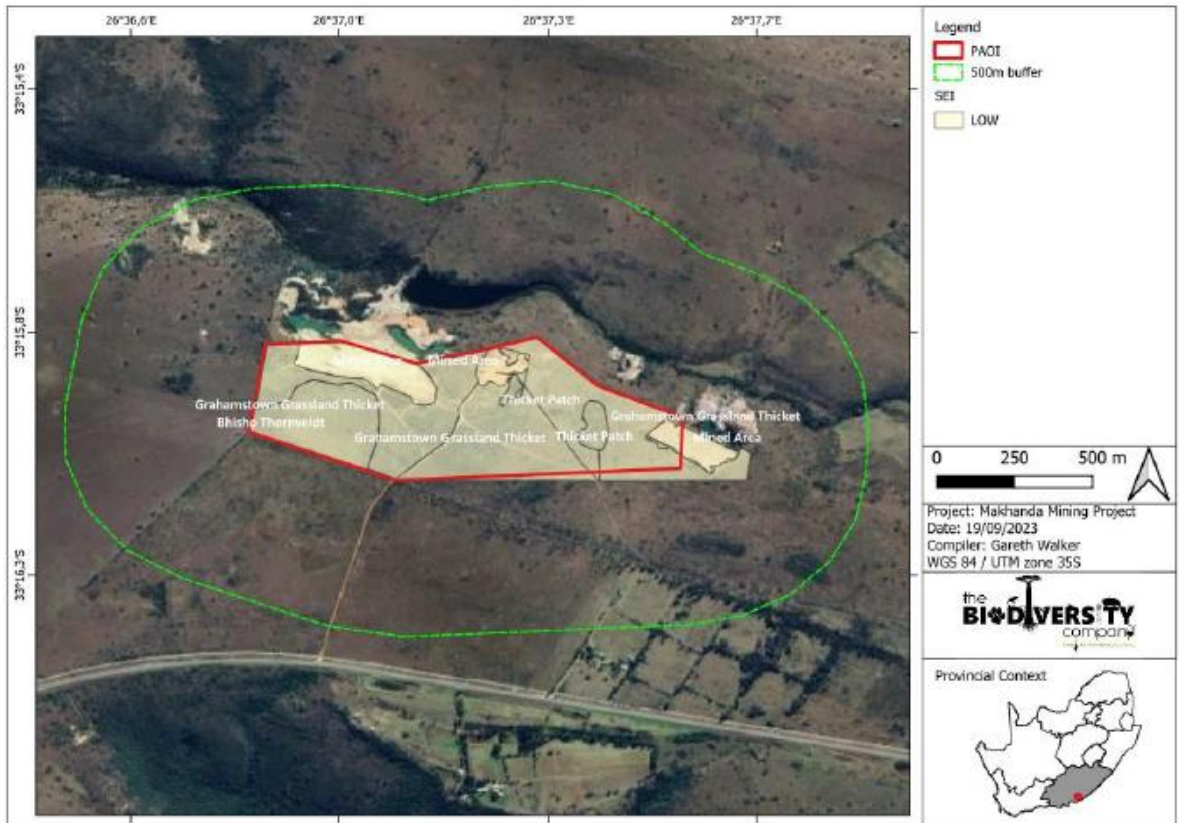 26°36,6'E
26°37,0'E
26°37,3'E
26°37,7'E
33°15,4'S
33°15,8'S
33°16,3'S
Mined Area
Thicket Patch
Grahamstown Grassland Thicket
Bhisho Thornveldt
Grahamstown Grassland Thicket
Thicket Patch
Grahamstown Grassland Thicket
Mined Area
Legend
PAOI
500m buffer
SEI
LOW
0 250 500 m
Project: Makhanda Mining Project
Date: 19/09/2023
Compiler: Gareth Walker
WGS 84 / UTM zone 35S
the
BIODIVERSITY
company
Provincial Context